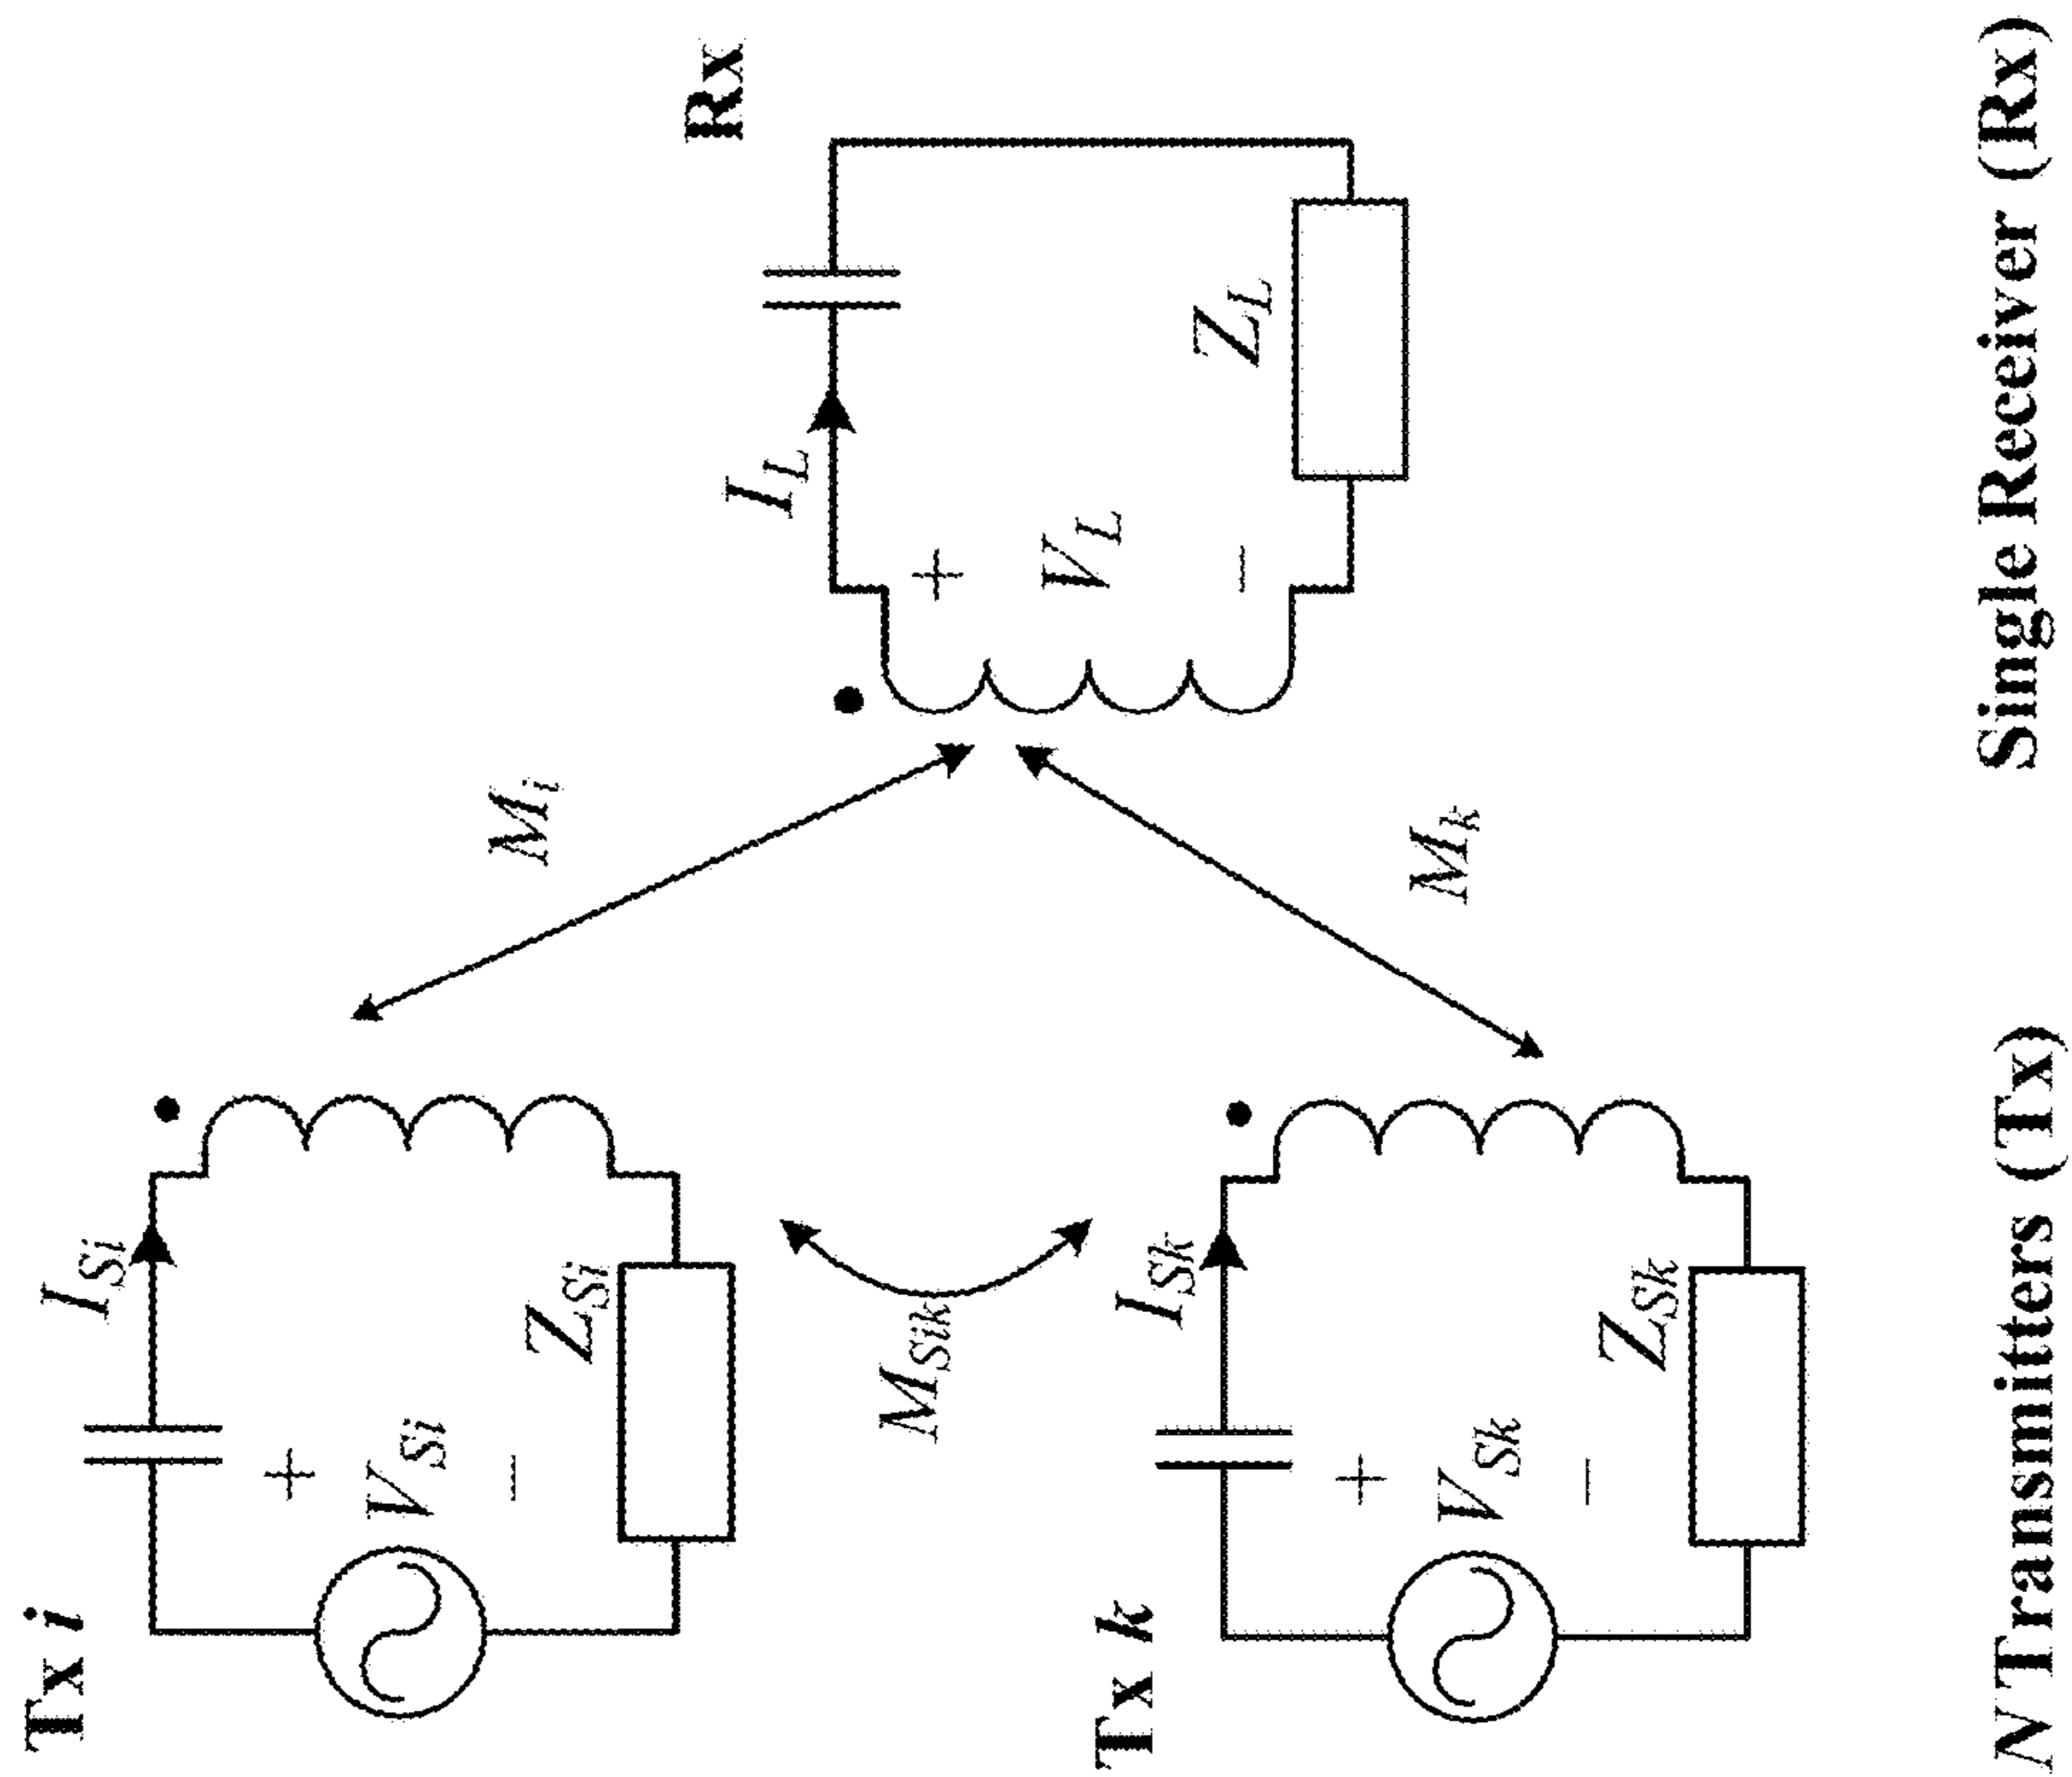 Tx i
I_Si
+
V_Si
−
Z_Si
M_Sik
Tx k
I_Sk
+
V_Sk
−
Z_Sk
M_i
M_k
Rx
I_L
+
V_L
−
Z_L
N Transmitters (Tx)
Single Receiver (Rx)